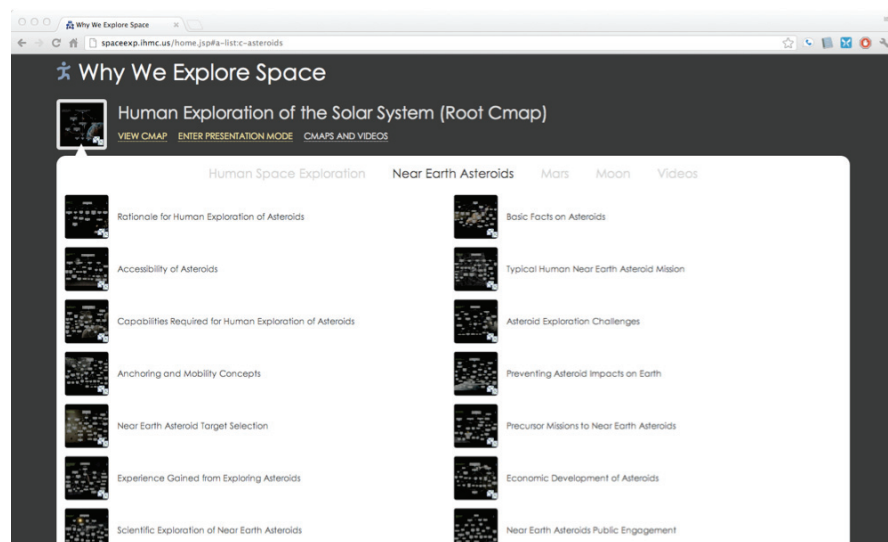 Why We Explore Space
spaceexp.ihmc.us/home.jsp#a-list:c-asteroids
Why We Explore Space
Human Exploration of the Solar System (Root Cmap)
VIEW CMAP ENTER PRESENTATION MODE CMAPS AND VIDEOS
Human Space Exploration Near Earth Asteroids Mars Moon Videos
Rationale for Human Exploration of Asteroids
Basic Facts on Asteroids
Accessibility of Asteroids
Typical Human Near Earth Asteroid Mission
Capabilities Required for Human Exploration of Asteroids
Asteroid Exploration Challenges
Anchoring and Mobility Concepts
Preventing Asteroid Impacts on Earth
Near Earth Asteroid Target Selection
Precursor Missions to Near Earth Asteroids
Experience Gained from Exploring Asteroids
Economic Development of Asteroids
Scientific Exploration of Near Earth Asteroids
Near Earth Asteroids Public Engagement